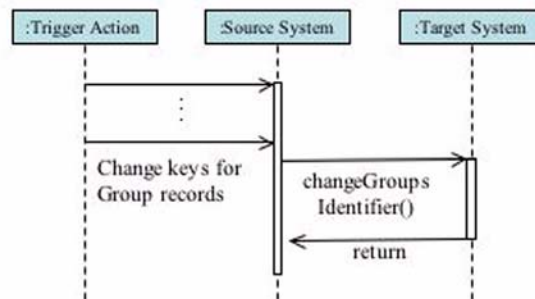 :Trigger Action
:Source System
:Target System
Change keys for
Group records
changeGroups
Identifier()
return